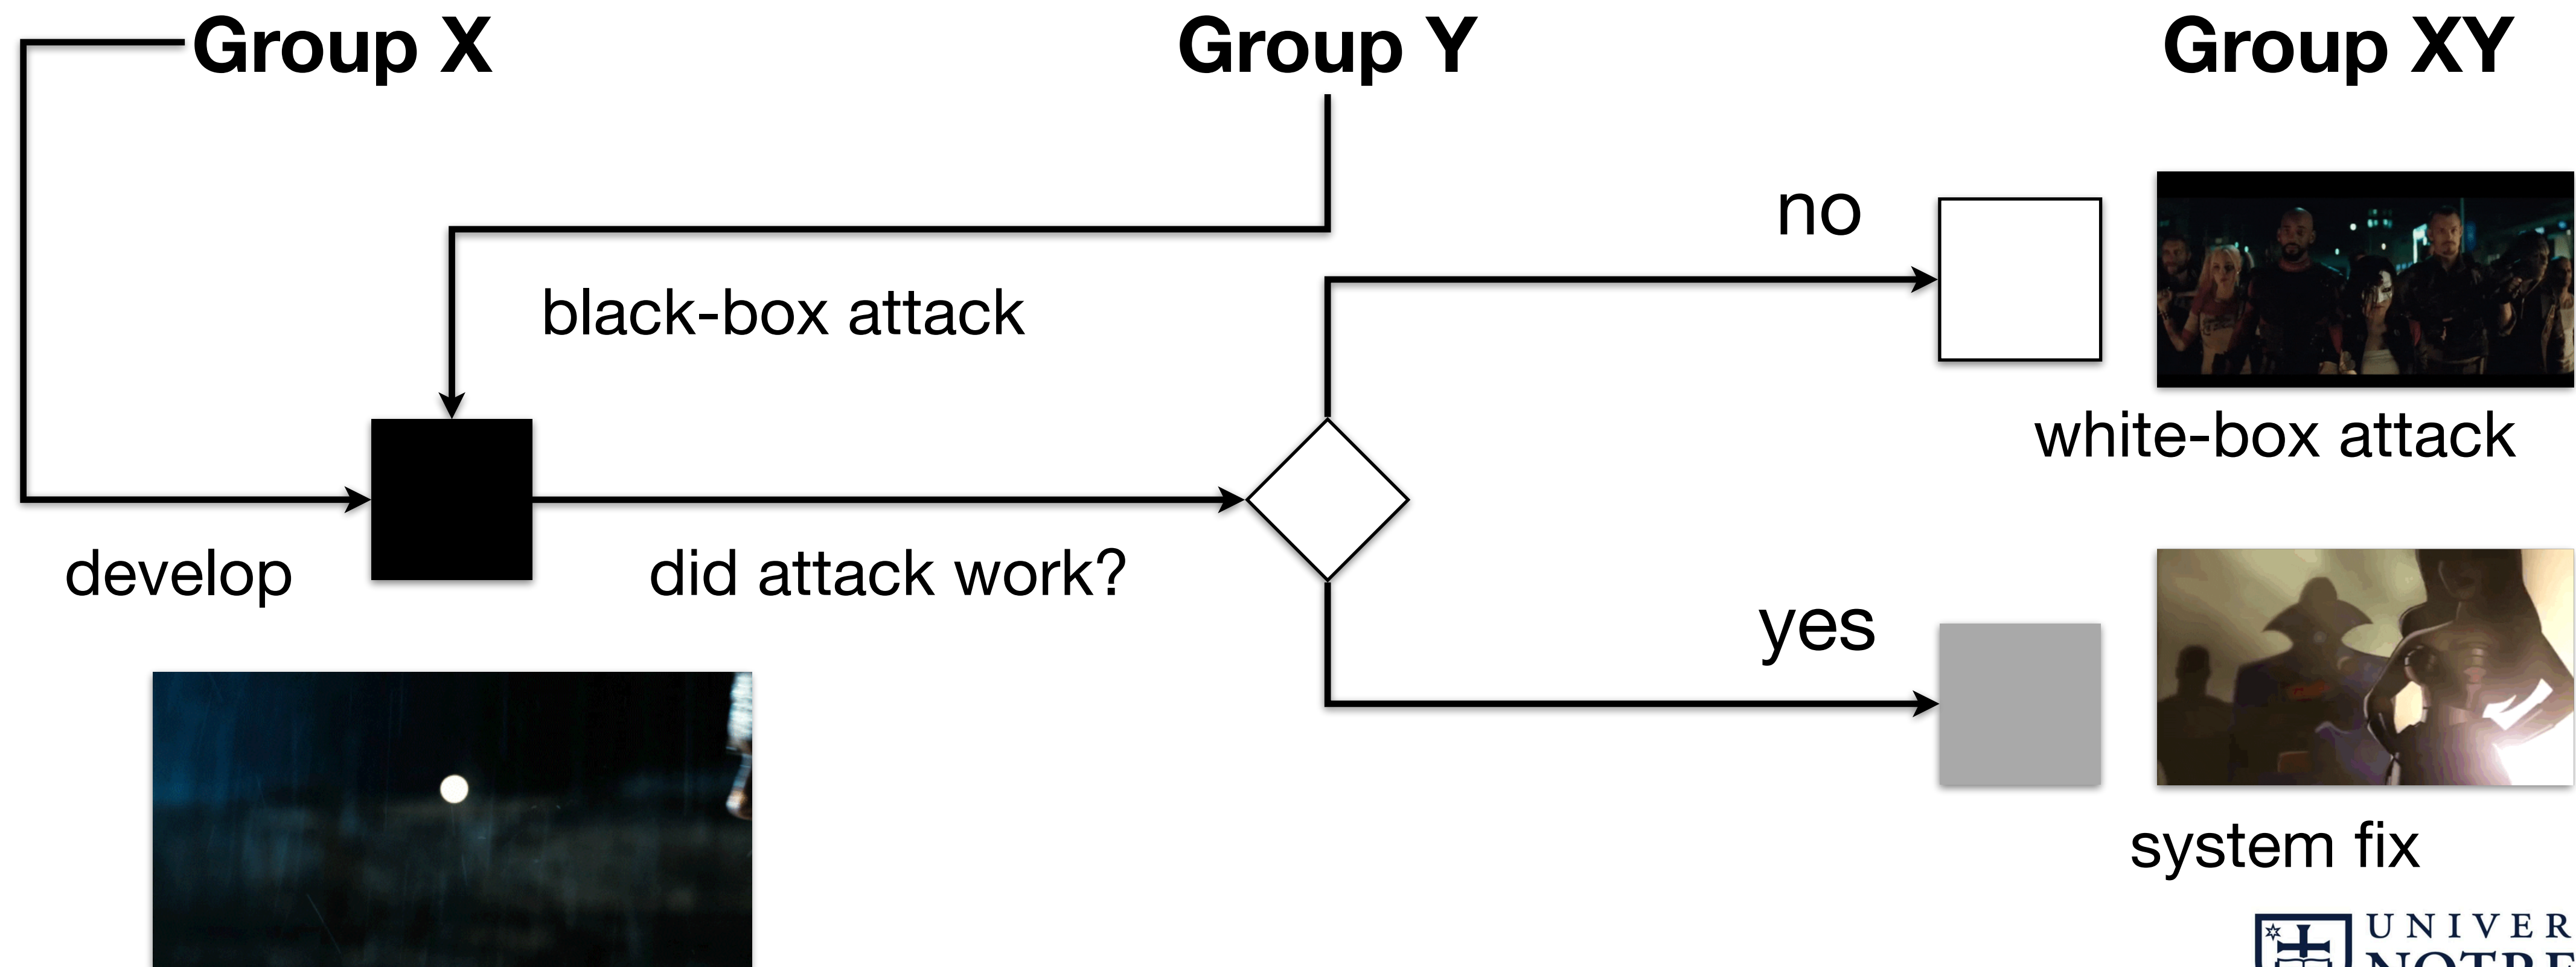 Group X
Group Y
Group XY
no
black-box attack
white-box attack
develop
did attack work?
yes
system fix
UNIVER